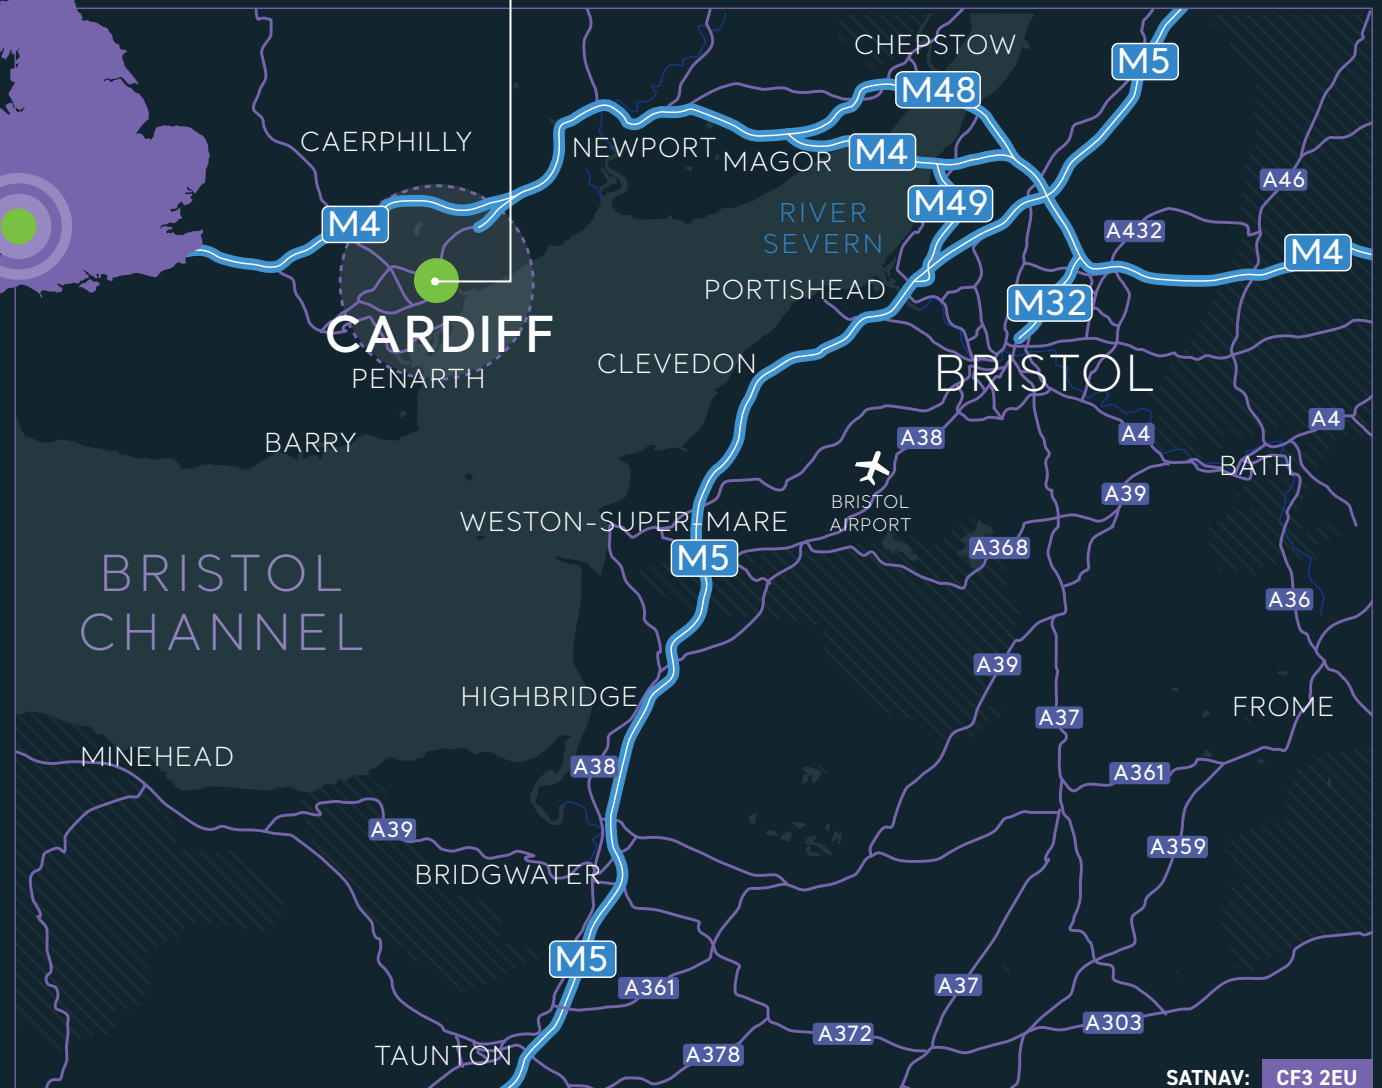 CHEPSTOW
M5
M48
CAERPHILLY
NEWPORT
MAGOR
M4
A46
M49
RIVER
SEVERN
M4
A432
M4
PORTISHEAD
M32
CARDIFF
PENARTH
CLEVEDON
BRISTOL
A4
A4
A38
BARRY
BATH
A39
BRISTOL
AIRPORT
WESTON-SUPER-MARE
M5
A368
BRISTOL
CHANNEL
A36
A39
HIGHBRIDGE
FROME
A37
MINEHEAD
A38
A361
A39
A359
BRIDGWATER
M5
A361
A37
A303
A372
TAUNTON
A378
SATNAV: CF3 2EU